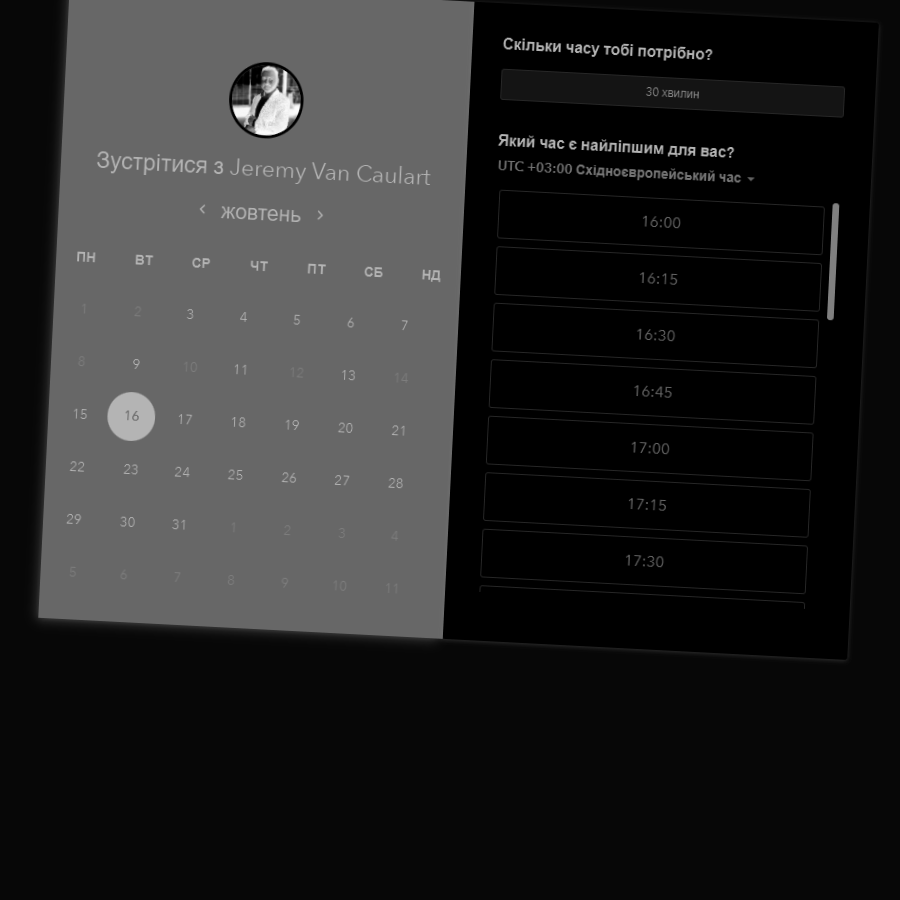 Зустрітися з Jeremy Van Caulart
жовтень
ПН ВТ СР ЧТ ПТ СБ НД
1 2 3 4 5 6 7
8 9 10 11 12 13 14
15 16 17 18 19 20 21
22 23 24 25 26 27 28
29 30 31 1 2 3 4
5 6 7 8 9 10 11
Скільки часу тобі потрібно?
30 хвилин
Який час є найліпшим для вас?
UTC +03:00 Східноєвропейський час
16:00
16:15
16:30
16:45
17:00
17:15
17:30